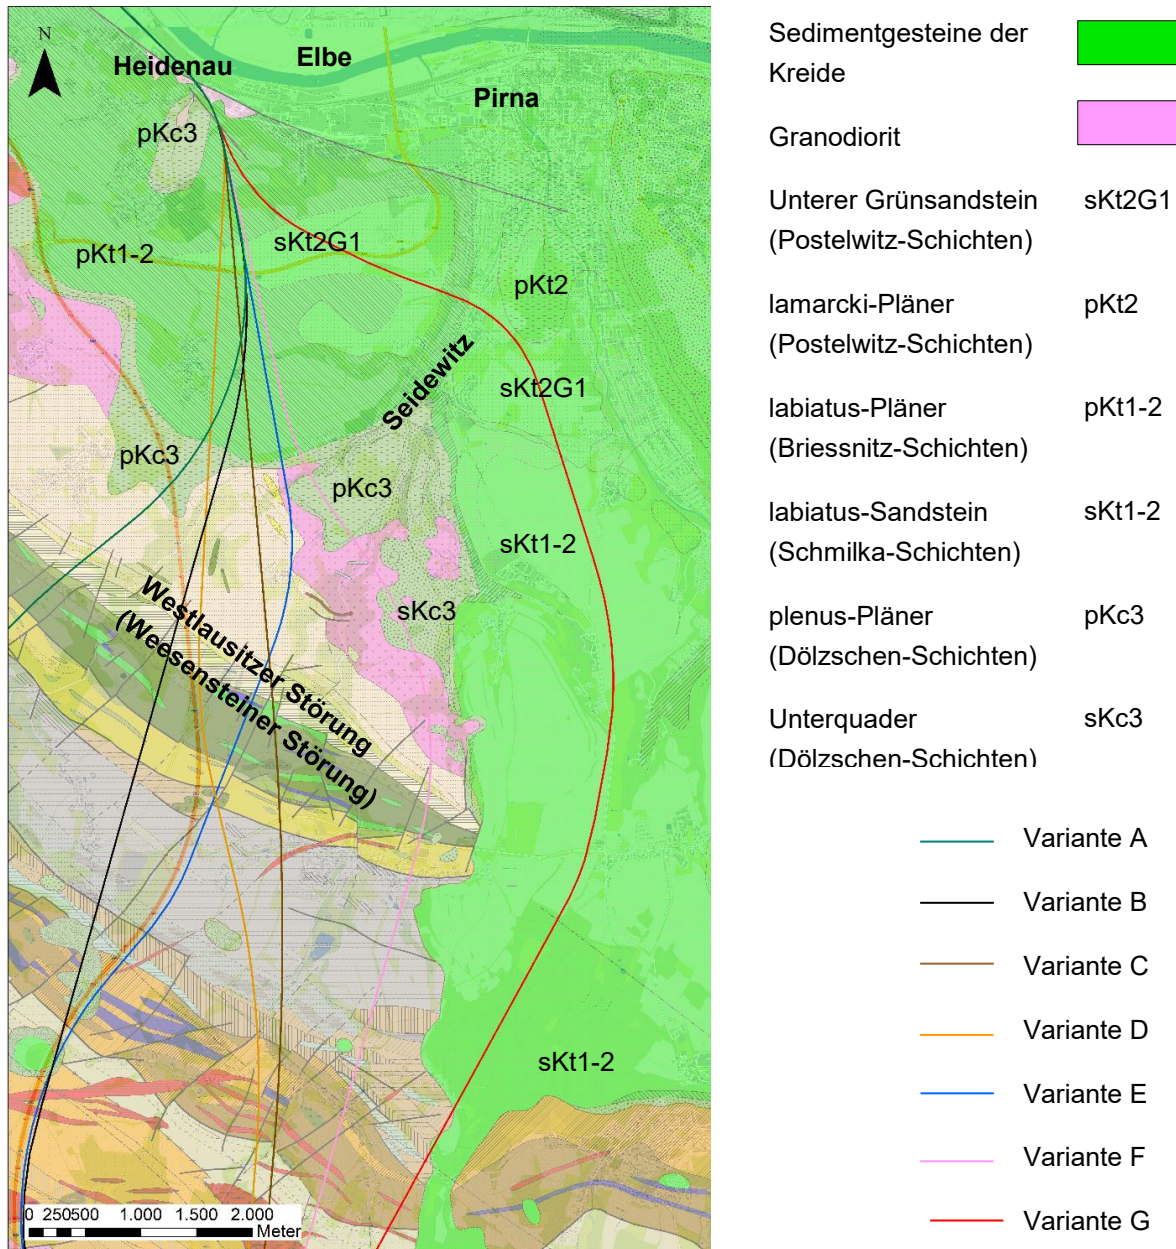 N
Heidenau
Elbe
Pirna
pKc3
pKt1-2
sKt2G1
pKt2
Seidewitz
sKt2G1
pKc3
pKc3
sKt1-2
sKc3
Westlausitzer Störung
(Weesensteiner Störung)
sKt1-2
0 250500 1.000 1.500 2.000
Meter
Sedimentgesteine der
Kreide
Granodiorit
Unterer Grünsandstein sKt2G1
(Postelwitz-Schichten)
lamarcki-Pläner pKt2
(Postelwitz-Schichten)
labiatus-Pläner pKt1-2
(Briessnitz-Schichten)
labiatus-Sandstein sKt1-2
(Schmilka-Schichten)
plenus-Pläner pKc3
(Dölzschen-Schichten)
Unterquader sKc3
(Dölzschen-Schichten)
Variante A
Variante B
Variante C
Variante D
Variante E
Variante F
Variante G